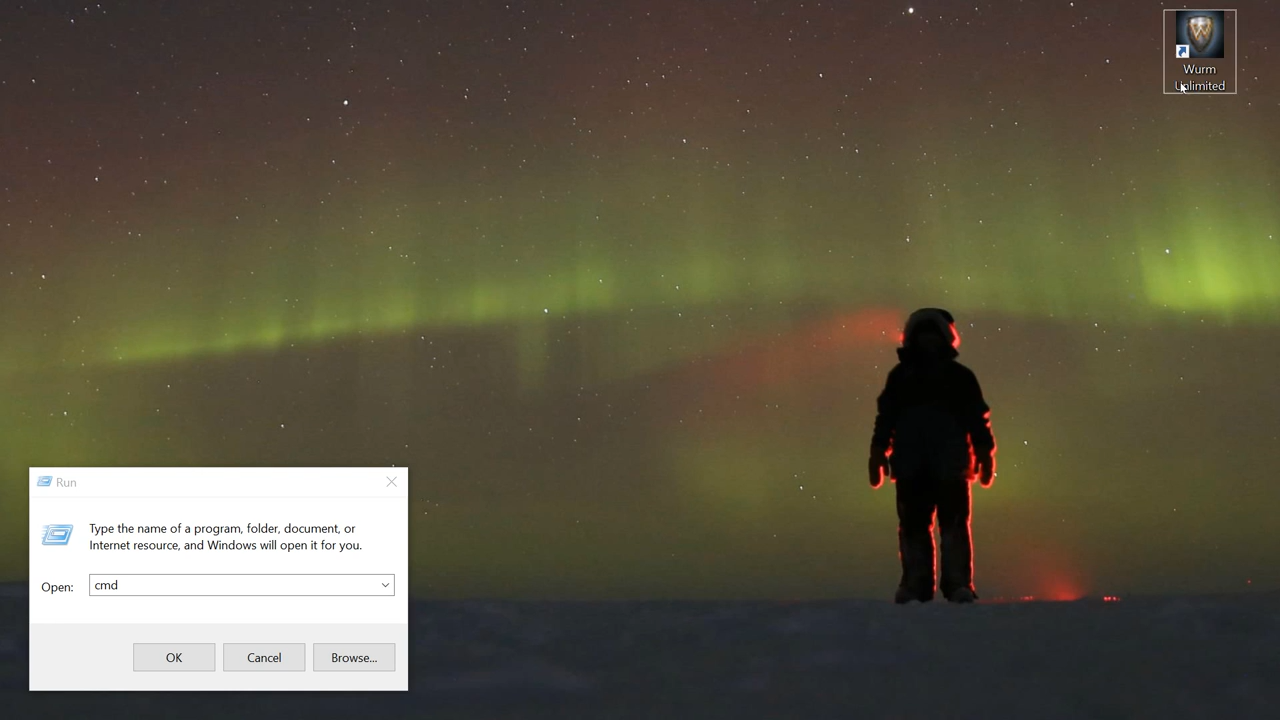 Wurm
Unlimited
Run
Type the name of a program, folder, document, or
Internet resource, and Windows will open it for you.
Open:
cmd
OK
Cancel
Browse...